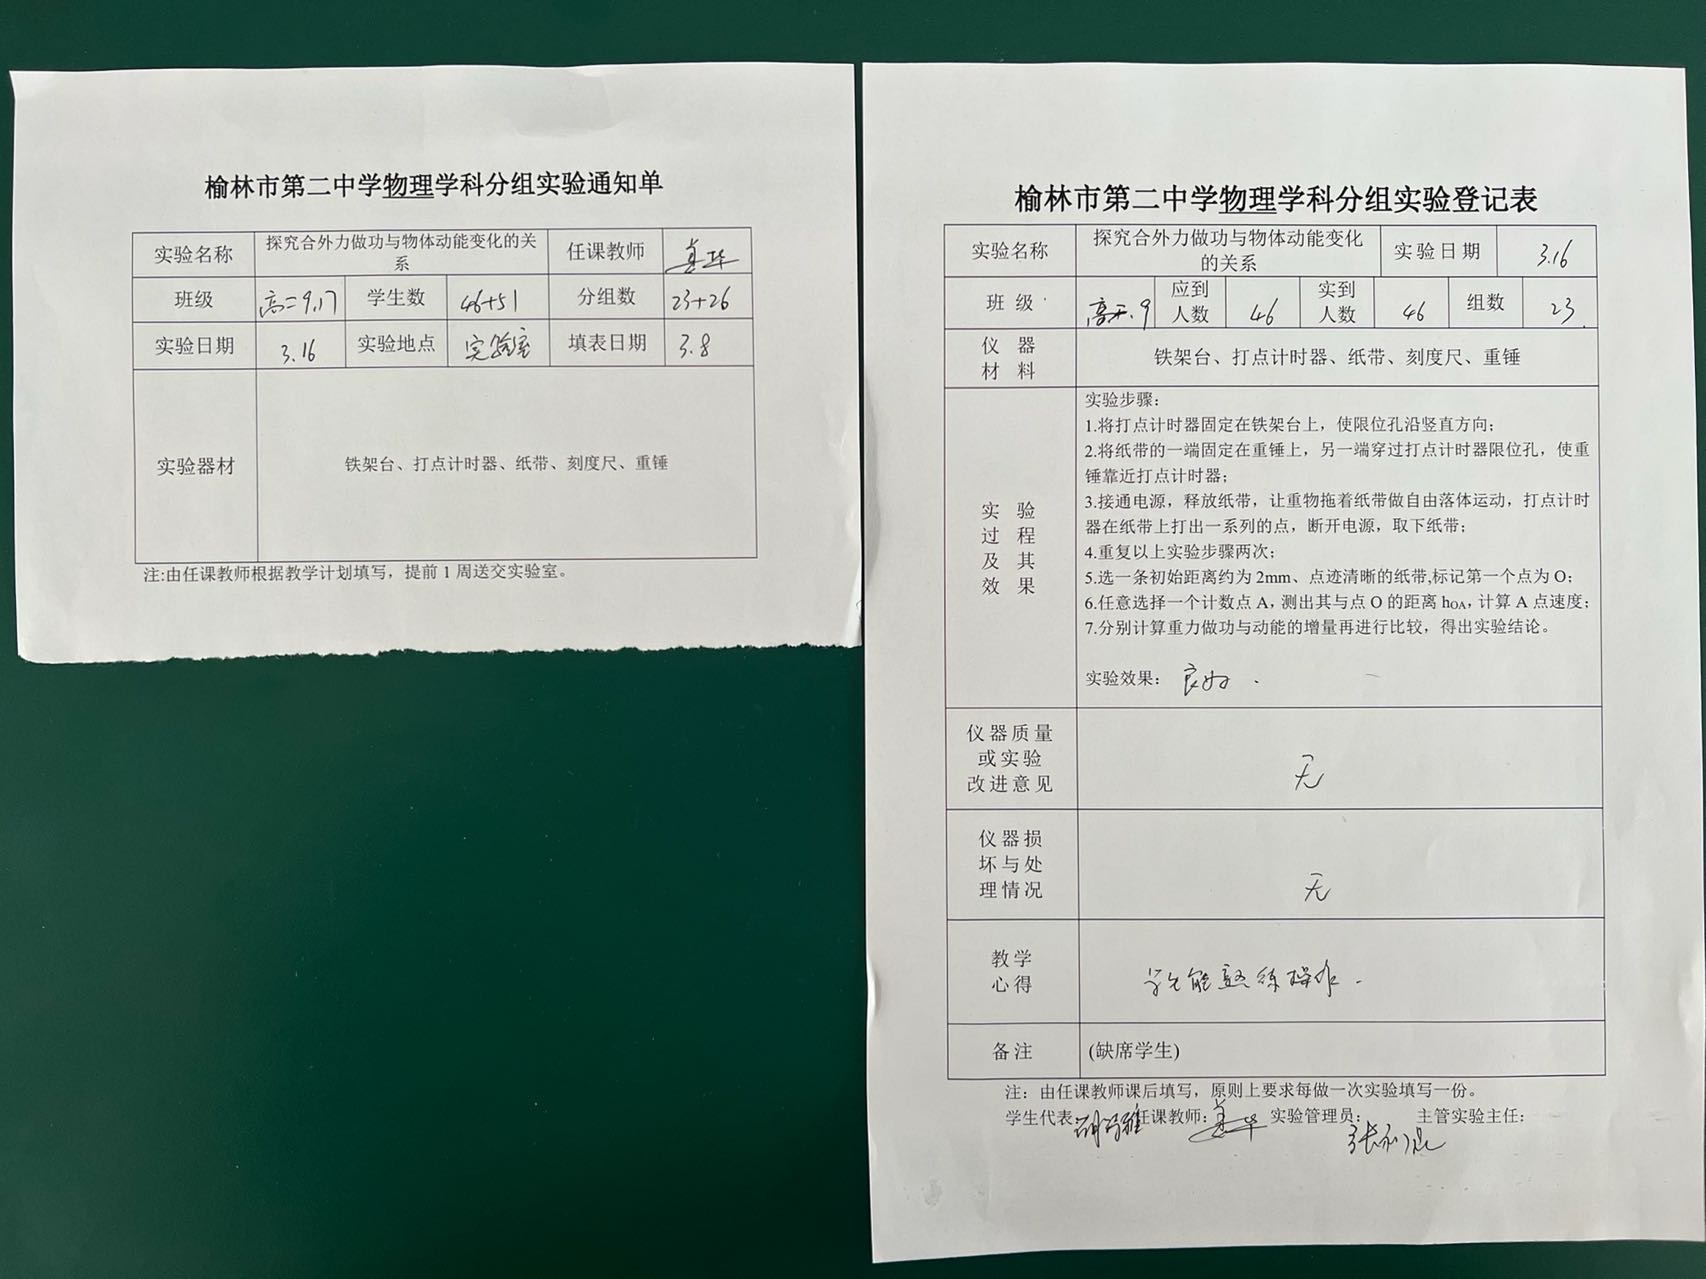 榆林市第二中学物理学科分组实验通知单
实验名称 探究合外力做功与物体动能变化的关系 任课教师
班级 高二9,17 学生数 46+51 分组数 23+26
实验日期 3.16 实验地点 实验室 填表日期 3.8
实验器材 铁架台、打点计时器、纸带、刻度尺、重锤
注:由任课教师根据教学计划填写，提前 1 周送交实验室。
榆林市第二中学物理学科分组实验登记表
实验名称 探究合外力做功与物体动能变化的关系 实验日期 3.16
班 级 9 应到人数 46 实到人数 46 组数 23
仪 器 材 料 铁架台、打点计时器、纸带、刻度尺、重锤
实 验 过 程 及 其 效 果
实验步骤：
1.将打点计时器固定在铁架台上，使限位孔沿竖直方向；
2.将纸带的一端固定在重锤上，另一端穿过打点计时器限位孔，使重
锤靠近打点计时器；
3.接通电源，释放纸带，让重物拖着纸带做自由落体运动，打点计时
器在纸带上打出一系列的点，断开电源，取下纸带；
4.重复以上实验步骤两次；
5.选一条初始距离约为 2mm、点迹清晰的纸带,标记第一个点为 O；
6.任意选择一个计数点 A，测出其与点 O 的距离 hOA，计算 A 点速度；
7.分别计算重力做功与动能的增量再进行比较，得出实验结论。
实验效果： 良好.
仪器质量或实验改进意见 无
仪器损坏与处理情况 无
教学心得 学生能熟练操作.
备注 (缺席学生)
注：由任课教师课后填写，原则上要求每做一次实验填写一份。
学生代表: 任课教师: 实验管理员: 主管实验主任: